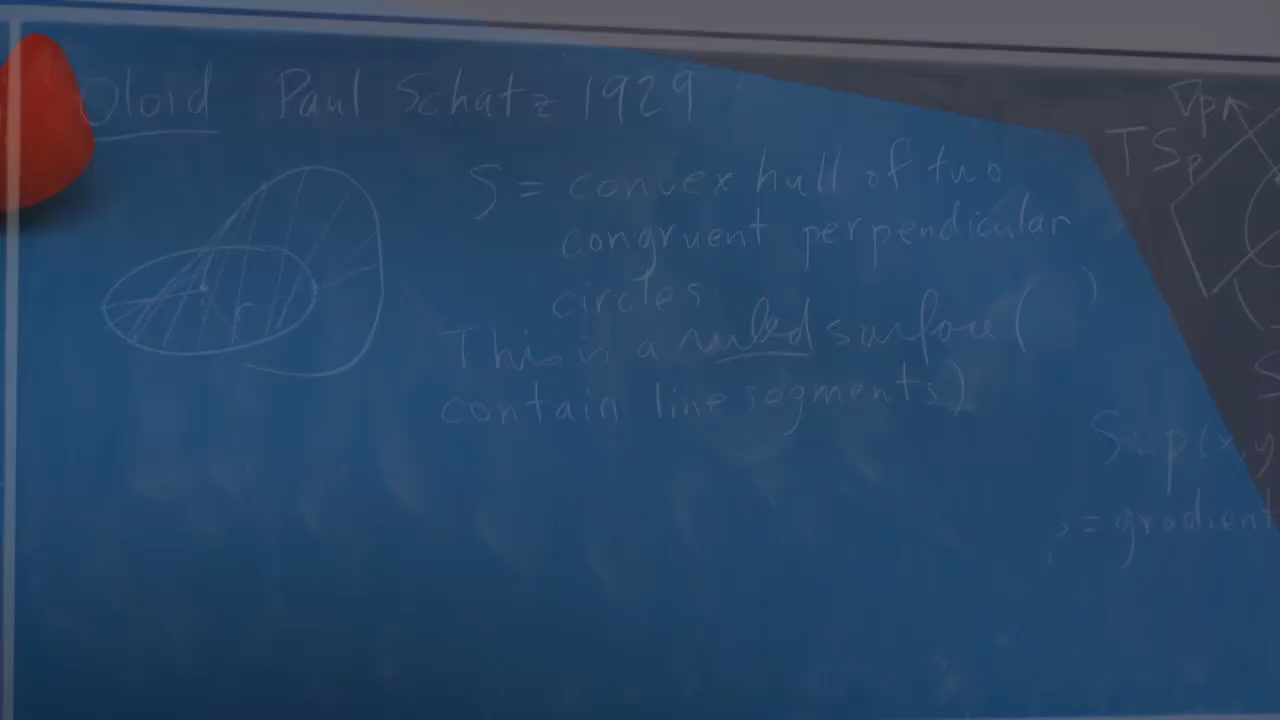 Oloid Paul Schatz 1929
S = convex hull of two
congruent perpendicular
circles
This is a ruled surface (
contain line segments)
r
∇p
TSp
S
S p(x,y
= gradient